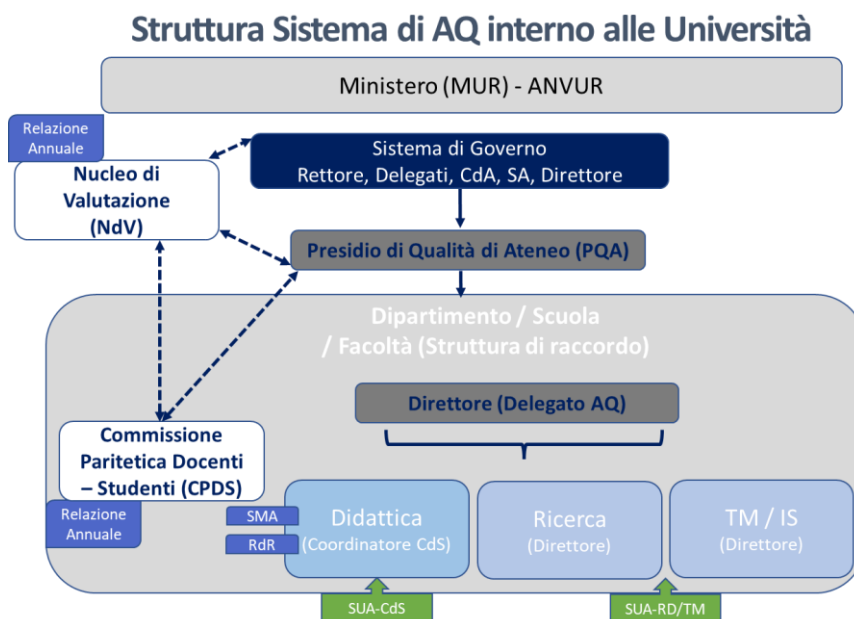 Struttura Sistema di AQ interno alle Università
Ministero (MUR) - ANVUR
Relazione
Annuale
Nucleo di
Valutazione
(NdV)
Sistema di Governo
Rettore, Delegati, CdA, SA, Direttore
Presidio di Qualità di Ateneo (PQA)
Dipartimento / Scuola
/ Facoltà (Struttura di raccordo)
Direttore (Delegato AQ)
Commissione
Paritetica Docenti
– Studenti (CPDS)
Relazione
Annuale
SMA
RdR
Didattica
(Coordinatore CdS)
Ricerca
(Direttore)
TM / IS
(Direttore)
SUA-CdS
SUA-RD/TM